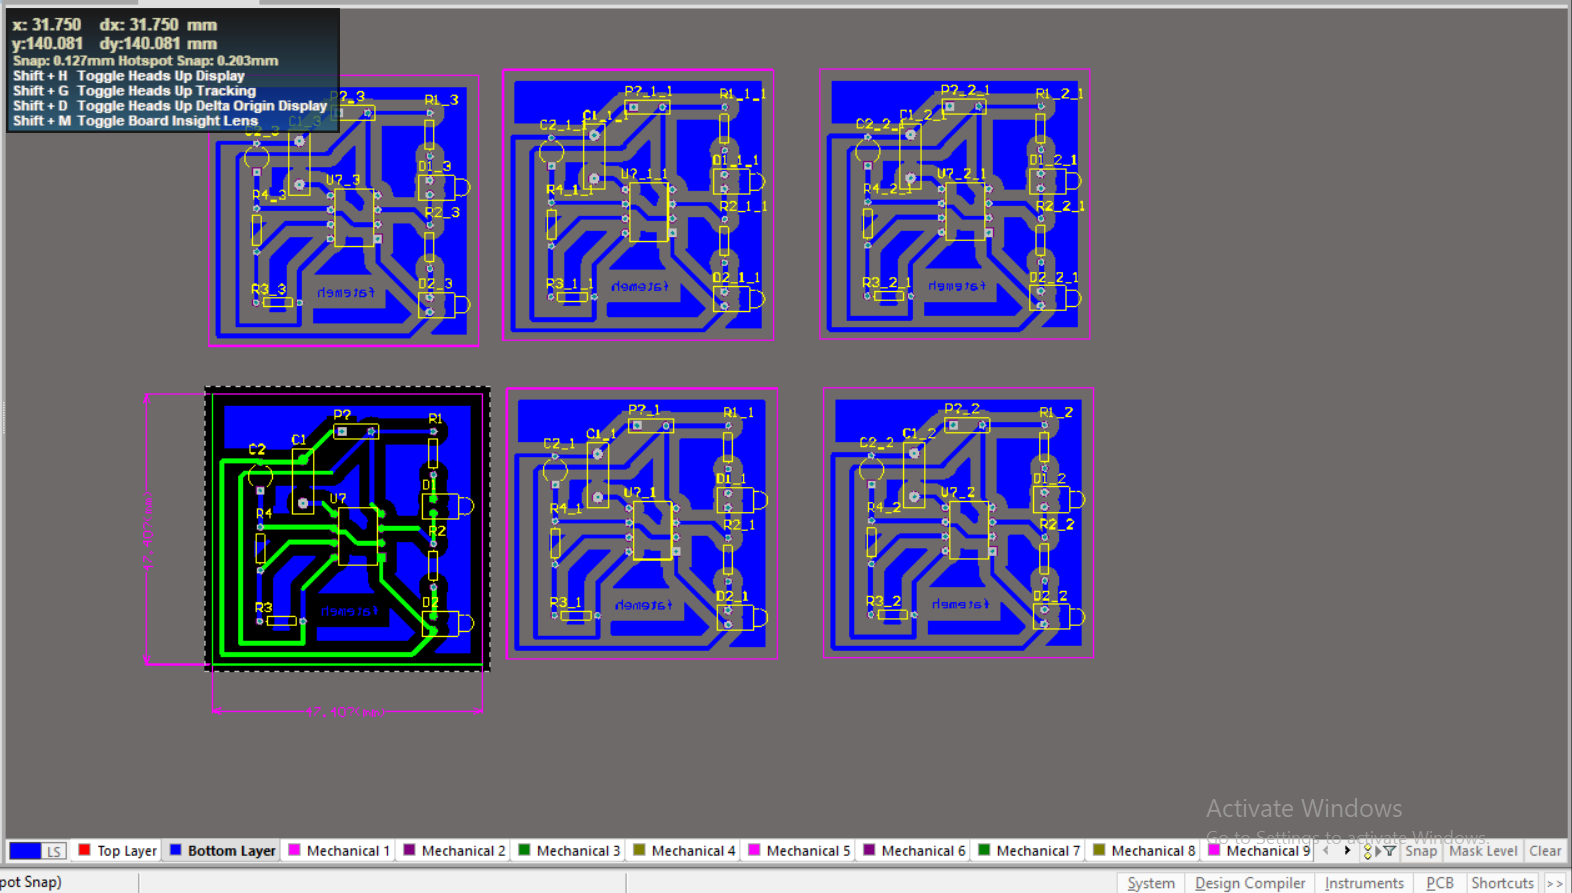 x: 31.750 dx: 31.750 mm
y:140.081 dy:140.081 mm
Snap: 0.127mm Hotspot Snap: 0.203mm
Shift + H Toggle Heads Up Display
Shift + G Toggle Heads Up Tracking
Shift + D Toggle Heads Up Delta Origin Display
Shift + M Toggle Board Insight Lens
P?_3 R1_3
C1_3
C2_3
D1_3
U?_3
R4_3
R2_3
D2_3
R3_3
fatemeh
P?_1_1 R1_1_1
C1_1_1
C2_1_1
D1_1_1
U?_1_1
R4_1_1
R2_1_1
D2_1_1
R3_1_1
fatemeh
P?_2_1 R1_2_1
C1_2_1
C2_2_1
D1_2_1
U?_2_1
R4_2_1
R2_2_1
D2_2_1
R3_2_1
fatemeh
P? R1
C1
C2
D1
U?
R4
R2
D2
R3
fatemeh
P?_1 R1_1
C1_1
C2_1
D1_1
U?_1
R4_1
R2_1
D2_1
R3_1
fatemeh
P?_2 R1_2
C1_2
C2_2
D1_2
U?_2
R4_2
R2_2
D2_2
R3_2
fatemeh
Activate Windows
Go to Settings to activate Windows.
LS Top Layer Bottom Layer Mechanical 1 Mechanical 2 Mechanical 3 Mechanical 4 Mechanical 5 Mechanical 6 Mechanical 7 Mechanical 8 Mechanical 9 Snap Mask Level Clear
pot Snap) System Design Compiler Instruments PCB Shortcuts >>